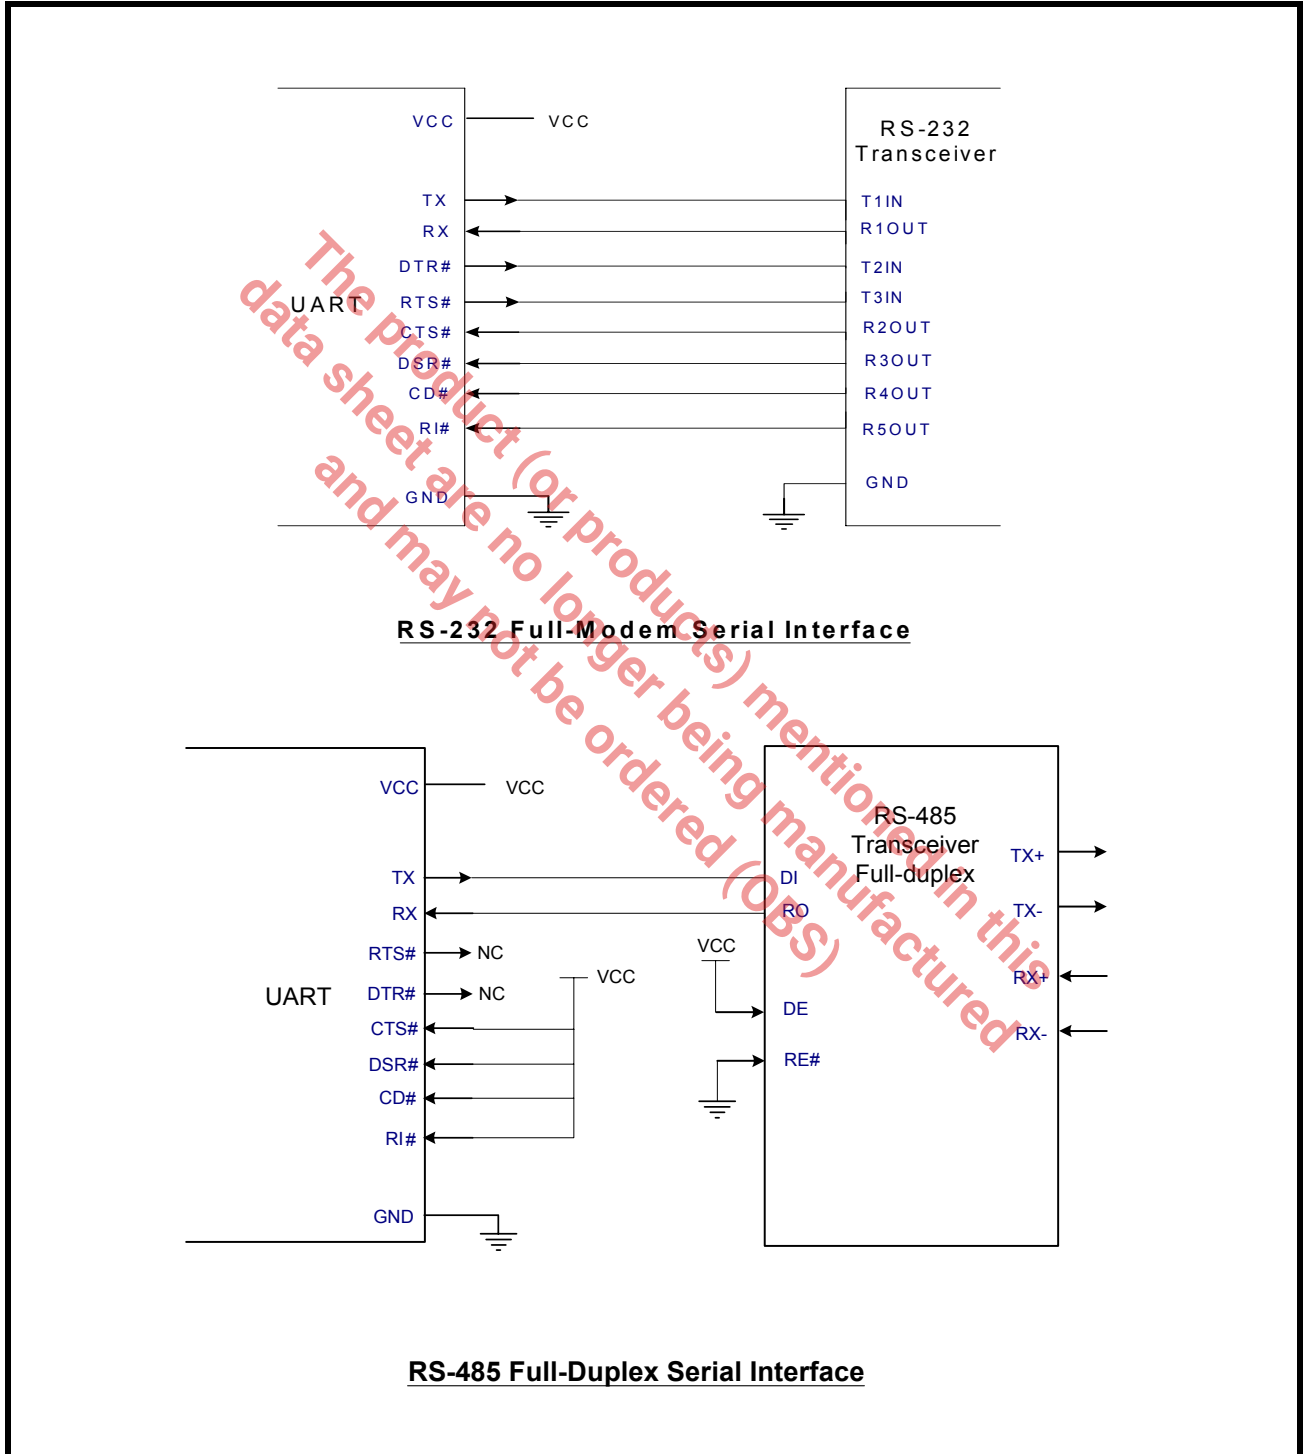 VCC
VCC
RS-232
Transceiver
TX
T1IN
RX
R1OUT
DTR#
T2IN
UART
RTS#
T3IN
CTS#
R2OUT
DSR#
R3OUT
CD#
R4OUT
RI#
R5OUT
GND
GND
RS-232 Full-Modem Serial Interface
The product (or products) mentioned in this
data sheet are no longer being manufactured
and may not be ordered (OBS)
VCC
VCC
RS-485
Transceiver
Full-duplex
TX+
TX
DI
RX
RO
TX-
RTS#
NC
VCC
VCC
RX+
UART
DTR#
NC
DE
CTS#
RX-
DSR#
RE#
CD#
RI#
GND
RS-485 Full-Duplex Serial Interface